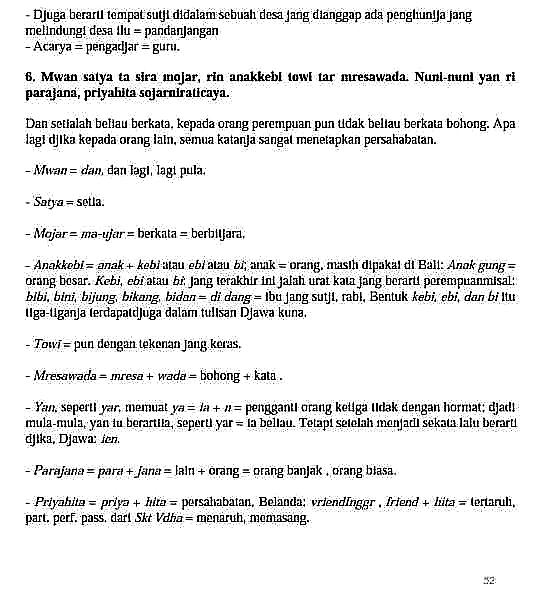 - Djuga berarti tempat sutji didalam sebuah desa jang dianggap ada penghunija jang
melindungi desa itu = pandanjangan
- Acarya = pengadjar = guru.
6. Mwan satya ta sira mojar, rin anakkebi towi tar mresawada. Nuni-nuni yan ri
parajana, priyahita sojarniraticaya.
Dan setialah beliau berkata, kepada orang perempuan pun tidak beliau berkata bohong. Apa
lagi djika kepada orang lain, semua katanja sangat menetapkan persahabatan.
- Mwan = dan, dan lagi, lagi pula.
- Satya = setia.
- Mojar = ma-ujar = berkata = berbitjara.
- Anakkebi = anak + kebi atau ebi atau bi; anak = orang, masih dipakai di Bali: Anak gung =
orang besar. Kebi, ebi atau bi: jang terakhir ini jalah urat kata jang berarti perempuanmisal:
bibi, bini, bijung, bikang, bidan = di dang = ibu jang sutji, rabi, Bentuk kebi, ebi, dan bi itu
tiga-tiganja terdapatdjuga dalam tulisan Djawa kuna.
- Towi = pun dengan tekenan jang keras.
- Mresawada = mresa + wada = bohong + kata .
- Yan, seperti yar, memuat ya = ia + n = pengganti orang ketiga tidak dengan hormat; djadi
mula-mula, yan itu berartiia, seperti yar = ia beliau. Tetapi setelah menjadi sekata lalu berarti
djika, Djawa: ien.
- Parajana = para + jana = lain + orang = orang banjak , orang biasa.
- Priyahita = priya + hita = persahabatan, Belanda; vriendinggr , friend + hita = tertaruh,
part. perf. pass. dari Skt Vdha = menaruh, memasang.
52